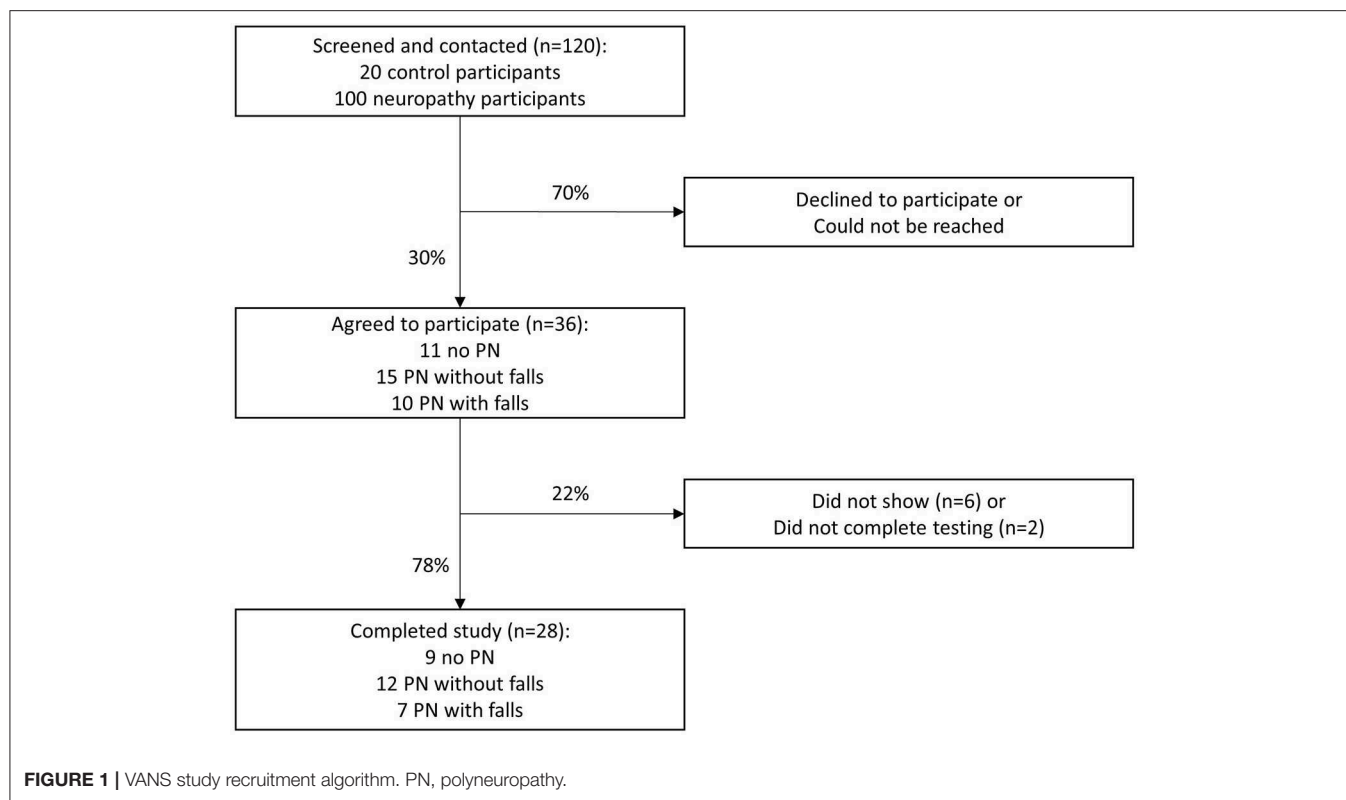 Screened and contacted (n=120):
20 control participants
100 neuropathy participants
70%
Declined to participate or
Could not be reached
30%
Agreed to participate (n=36):
11 no PN
15 PN without falls
10 PN with falls
22%
Did not show (n=6) or
Did not complete testing (n=2)
78%
Completed study (n=28):
9 no PN
12 PN without falls
7 PN with falls
FIGURE 1 | VANS study recruitment algorithm. PN, polyneuropathy.